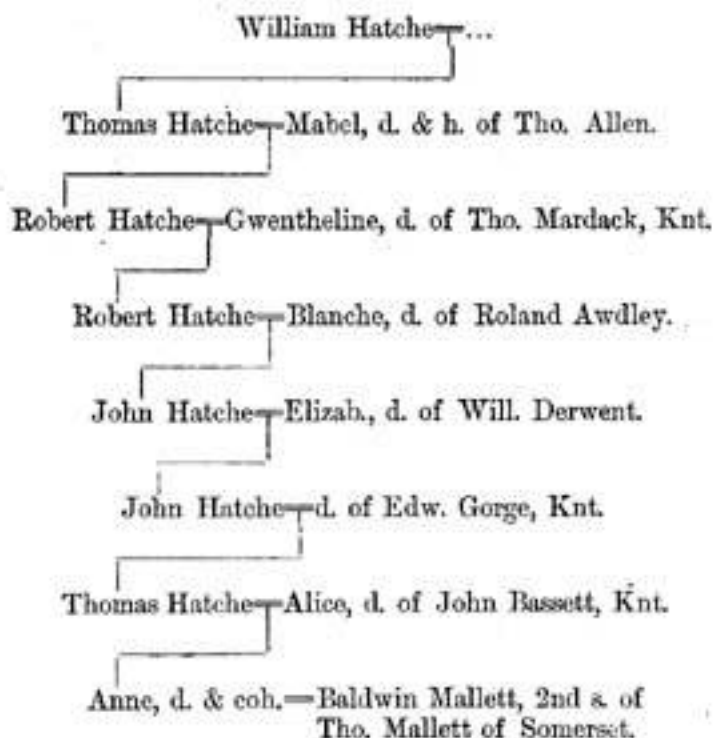 William Hatche ...
Thomas Hatche Mabel, d. & h. of Tho. Allen.
Robert Hatche Gwentheline, d. of Tho. Mardack, Knt.
Robert Hatche Blanche, d. of Roland Awdley.
John Hatche Elizab., d. of Will. Derwent.
John Hatche d. of Edw. Gorge, Knt.
Thomas Hatche Alice, d. of John Bassett, Knt.
Anne, d. & coh. Baldwin Mallett, 2nd s. of
Tho. Mallett of Somerset.